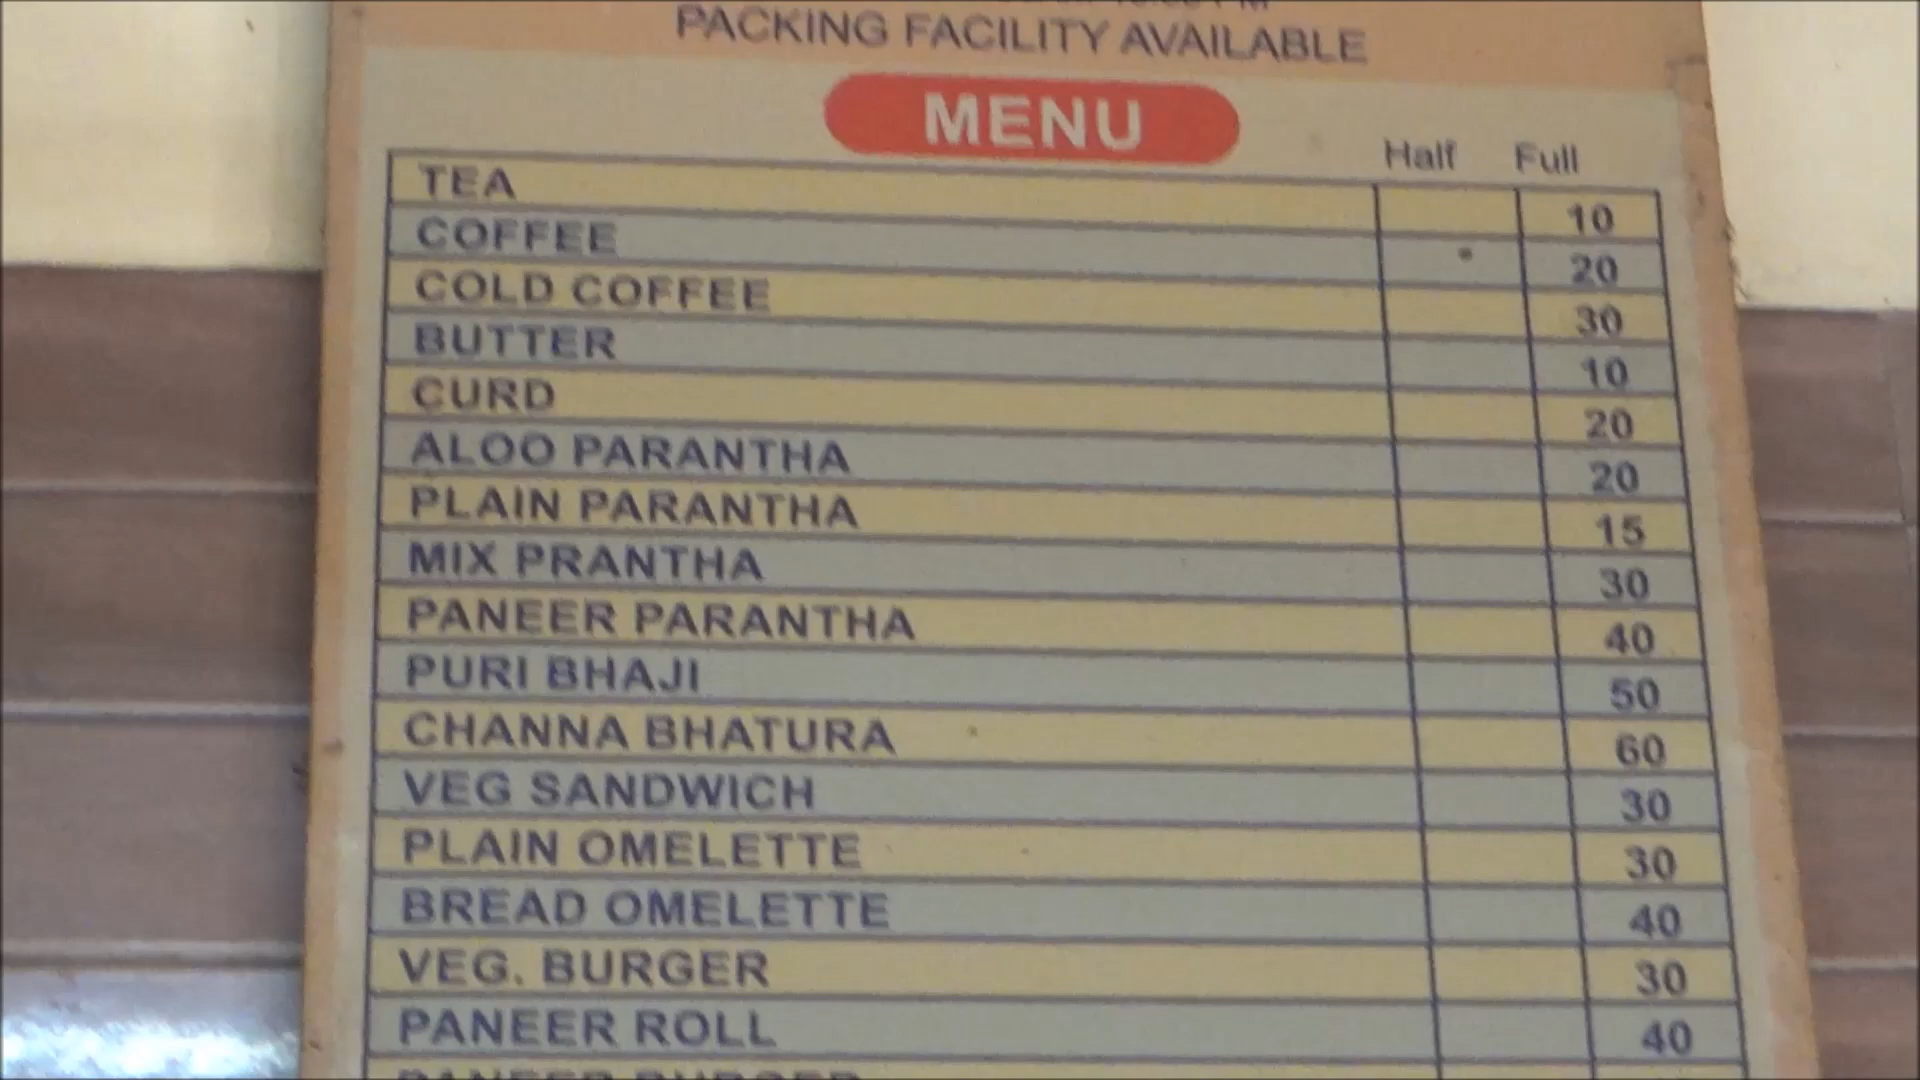 PACKING FACILITY AVAILABLE
MENU
Half Full
TEA 10
COFFEE 20
COLD COFFEE 30
BUTTER 10
CURD 20
ALOO PARANTHA 20
PLAIN PARANTHA 15
MIX PRANTHA 30
PANEER PARANTHA 40
PURI BHAJI 50
CHANNA BHATURA 60
VEG SANDWICH 30
PLAIN OMELETTE 30
BREAD OMELETTE 40
VEG. BURGER 30
PANEER ROLL 40
PANEER BURGER